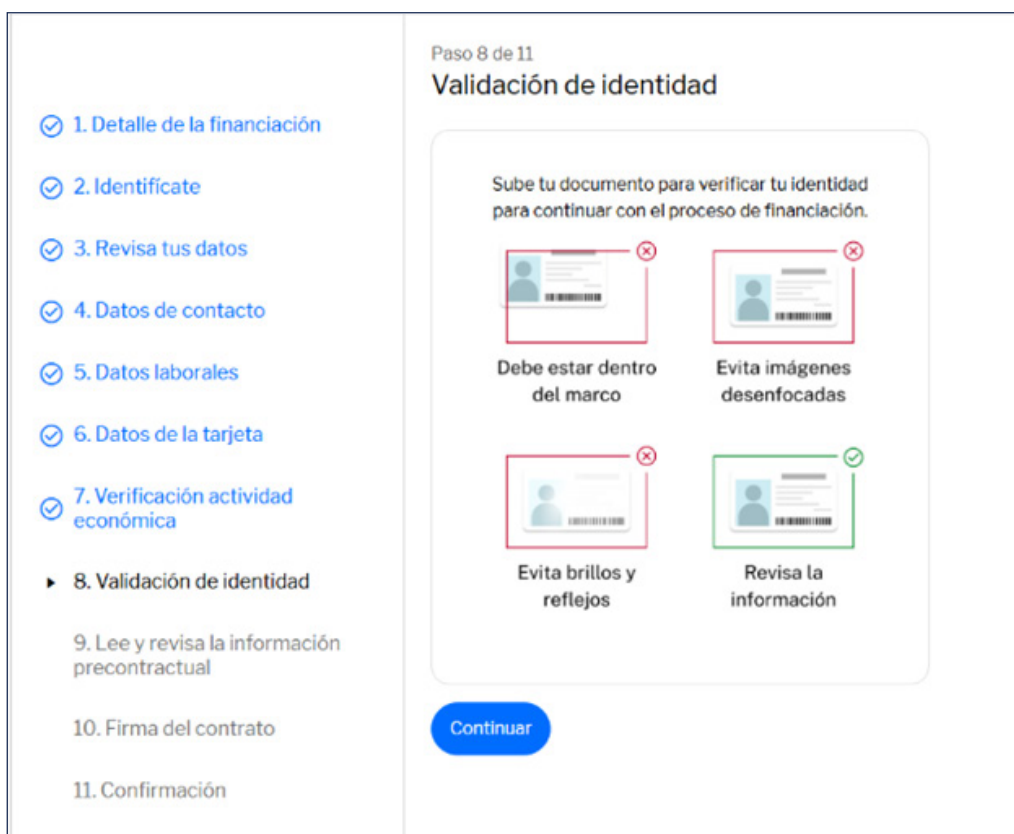 1. Detalle de la financiación
2. Identifícate
3. Revisa tus datos
4. Datos de contacto
5. Datos laborales
6. Datos de la tarjeta
7. Verificación actividad
económica
8. Validación de identidad
9. Lee y revisa la información
precontractual
10. Firma del contrato
11. Confirmación
Paso 8 de 11
Validación de identidad
Sube tu documento para verificar tu identidad
para continuar con el proceso de financiación.
Debe estar dentro
del marco
Evita imágenes
desenfocadas
Evita brillos y
reflejos
Revisa la
información
Continuar